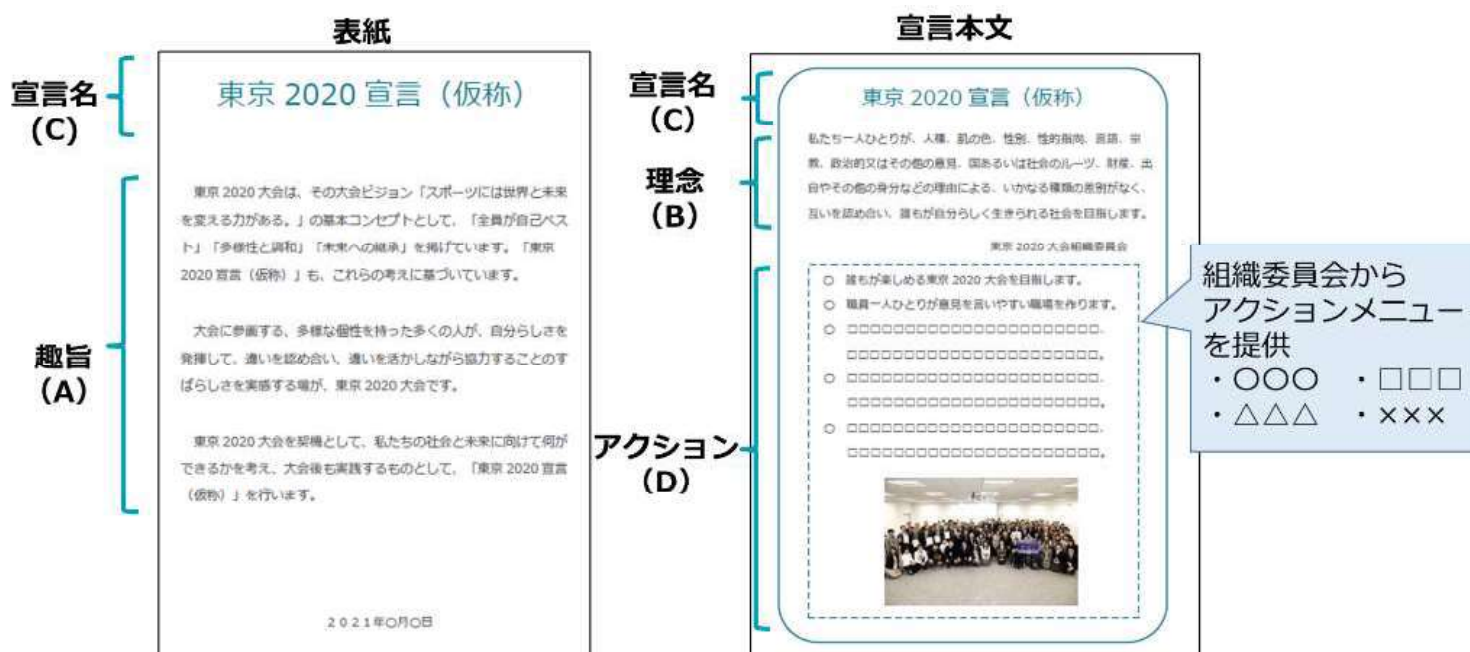 表紙
宣言名
(C)
東京 2020 宣言（仮称）
趣旨
(A)
東京 2020 大会は、その大会ビジョン「スポーツには世界と未来
を変える力がある。」の基本コンセプトとして、「全員が自己ベス
ト」「多様性と調和」「未来への継承」を掲げています。「東京
2020 宣言（仮称）」も、これらの考えに基づいています。
大会に参画する、多様な個性を持った多くの人が、自分らしさを
発揮して、違いを認め合い、違いを活かしながら協力することのす
ばらしさを実感する場が、東京 2020 大会です。
東京 2020 大会を契機として、私たちの社会と未来に向けて何が
できるかを考え、大会後も実践するものとして、「東京 2020 宣言
（仮称）」を行います。
２０２１年〇月〇日
宣言本文
宣言名
(C)
東京 2020 宣言（仮称）
理念
(B)
私たち一人ひとりが、人種、肌の色、性別、性的指向、言語、宗
教、政治的又はその他の意見、国あるいは社会のルーツ、財産、出
自やその他の身分などの理由による、いかなる種類の差別がなく、
互いを認め合い、誰もが自分らしく生きられる社会を目指します。
東京 2020 大会組織委員会
アクション
(D)
○ 誰もが楽しめる東京 2020 大会を目指します。
○ 職員一人ひとりが意見を言いやすい職場を作ります。
○ □□□□□□□□□□□□□□□□□□□□□□、
□□□□□□□□□□□□□□□□□□□□□□。
○ □□□□□□□□□□□□□□□□□□□□□□、
□□□□□□□□□□□□□□□□□□□□□□。
○ □□□□□□□□□□□□□□□□□□□□□□、
□□□□□□□□□□□□□□□□□□□□□□。
組織委員会から
アクションメニュー
を提供
・〇〇〇 ・□□□
・△△△ ・×××